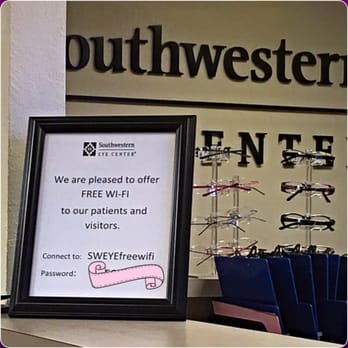 outhwestern
ENTE
Southwestern
EYE CENTER®
We are pleased to offer
FREE WI-FI
to our patients and
visitors.
Connect to: SWEYEfreewifi
Password: